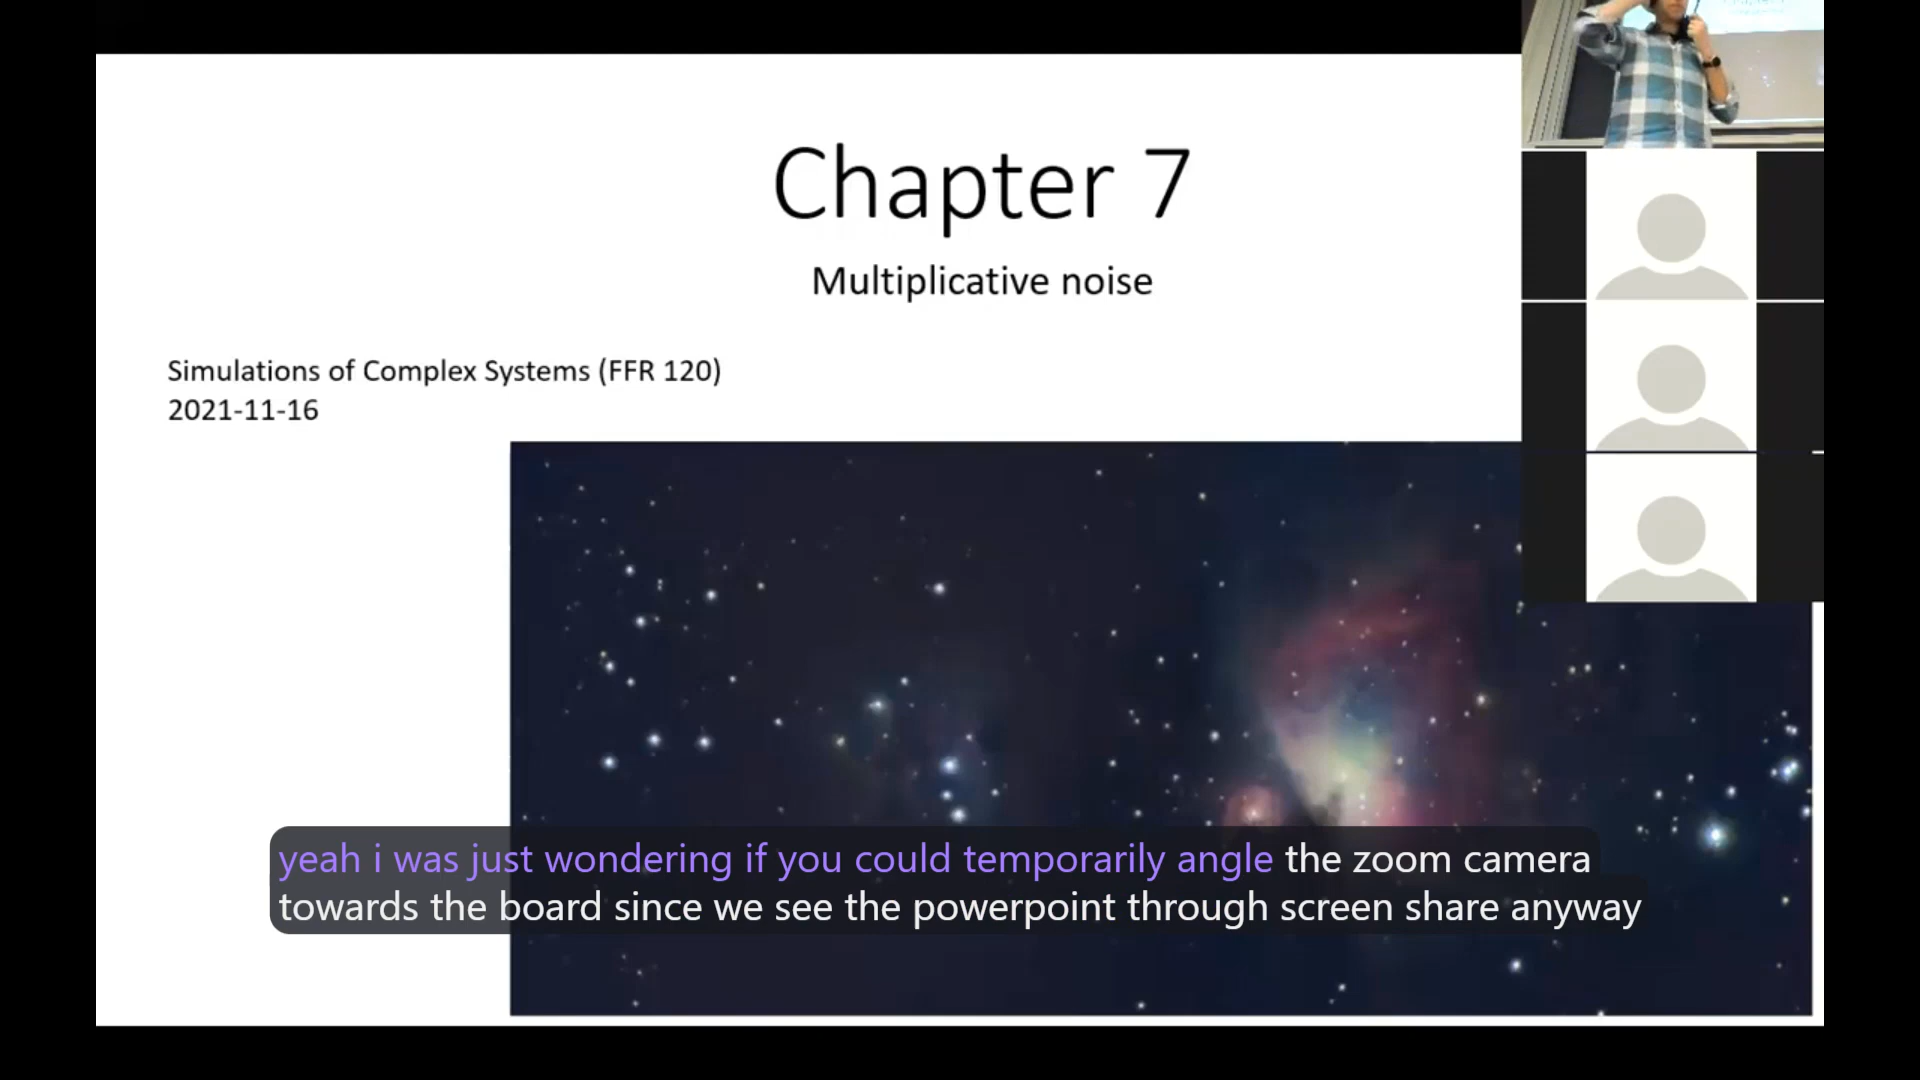 Chapter 7
Multiplicative noise
Simulations of Complex Systems (FFR 120)
2021-11-16
yeah i was just wondering if you could temporarily angle the zoom camera
towards the board since we see the powerpoint through screen share anyway